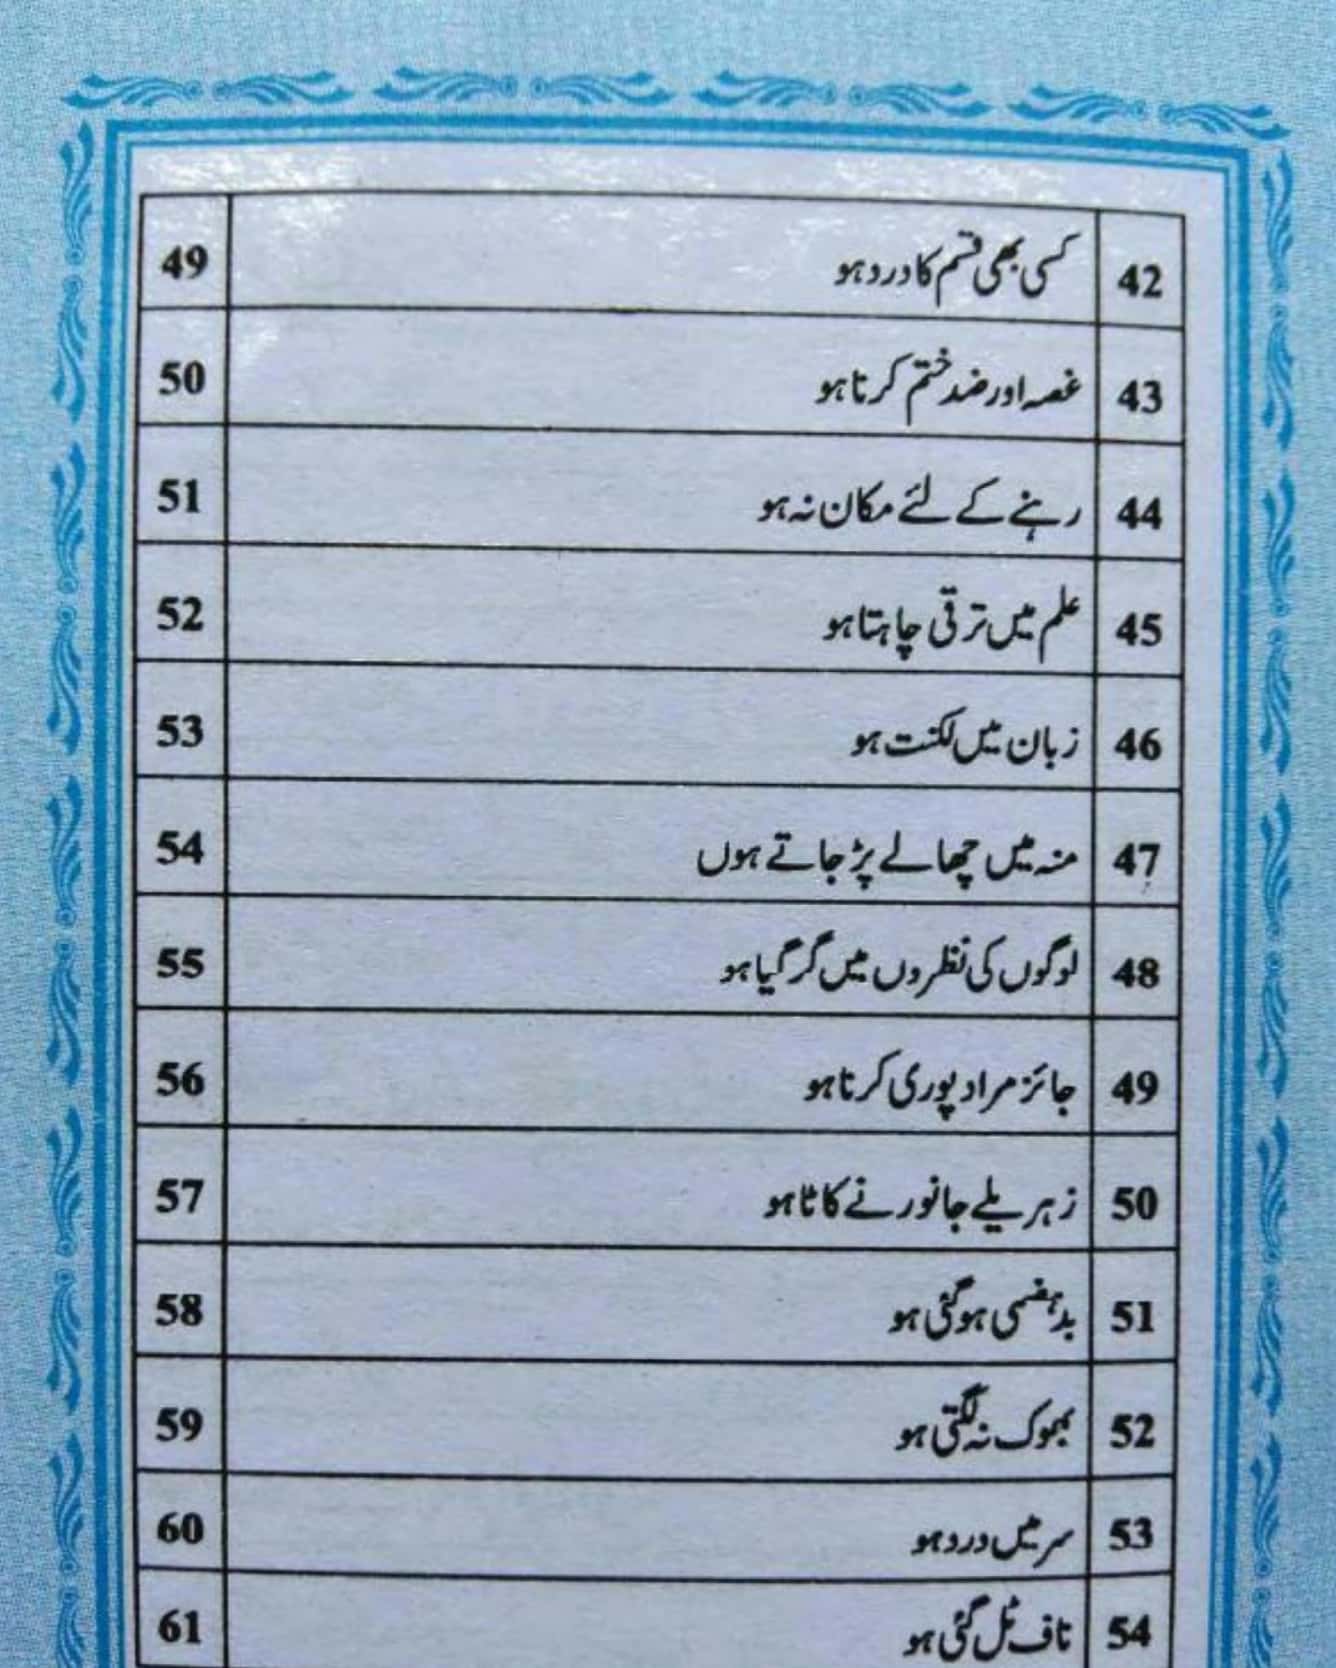 42 کسی بھی قسم کا درد ہو 49
43 غصہ اور ضد ختم کرنا ہو 50
44 رہنے کے لئے مکان نہ ہو 51
45 علم میں ترقی چاہتا ہو 52
46 زبان میں لکنت ہو 53
47 منہ میں چھالے پڑ جاتے ہوں 54
48 لوگوں کی نظروں میں گر گیا ہو 55
49 جائز مراد پوری کرنا ہو 56
50 زہریلے جانور نے کاٹا ہو 57
51 بدہضمی ہو گئی ہو 58
52 بھوک نہ لگتی ہو 59
53 سر میں درد ہو 60
54 ناف ٹل گئی ہو 61